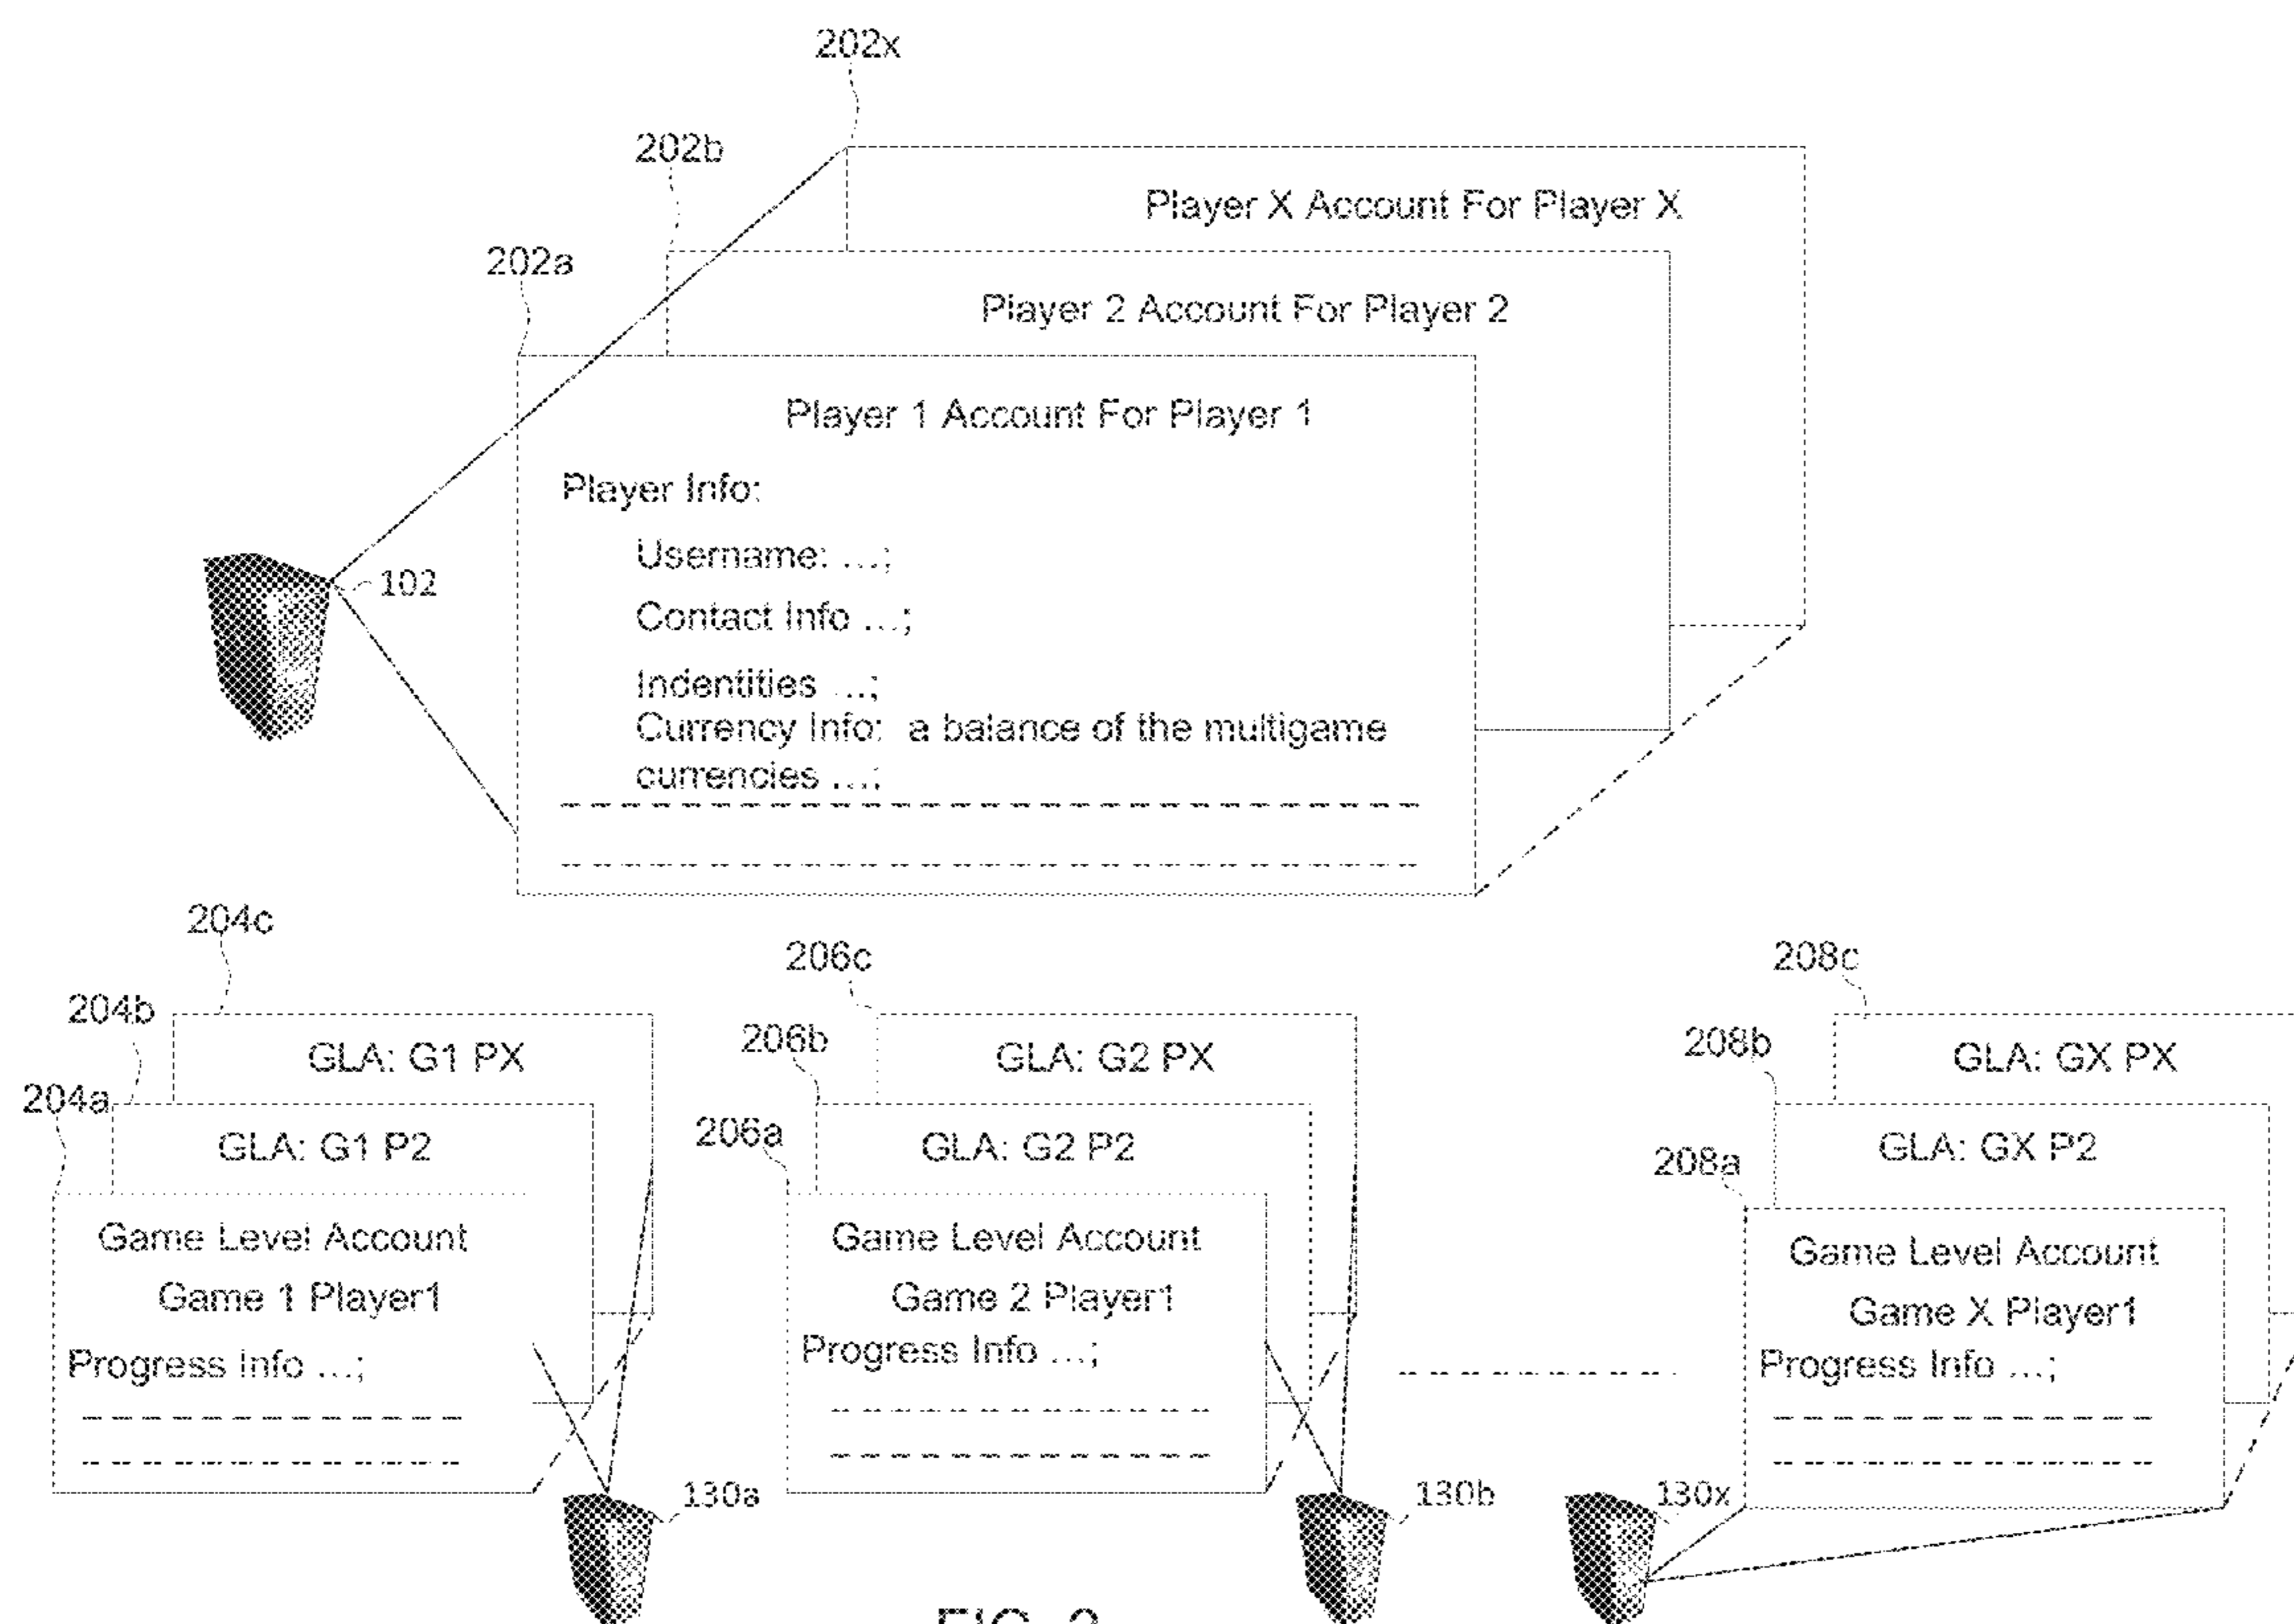 202x
202b
Player X Account For Player X
202a
Player 2 Account For Player 2
Player 1 Account For Player 1
Player Info:
Username: ...;
102
Contact Info ...;
Indentities ...;
Currency Info: a balance of the multigame
currencies ...;
204c
206c
208c
204b
206b
208b
GLA: G1 PX
GLA: G2 PX
GLA: GX PX
204a
206a
208a
GLA: G1 P2
GLA: G2 P2
GLA: GX P2
Game Level Account
Game 1 Player1
Progress Info ...;
Game Level Account
Game 2 Player1
Progress Info ...;
Game Level Account
Game X Player1
Progress Info ...;
130a
130b
130x
FIG.